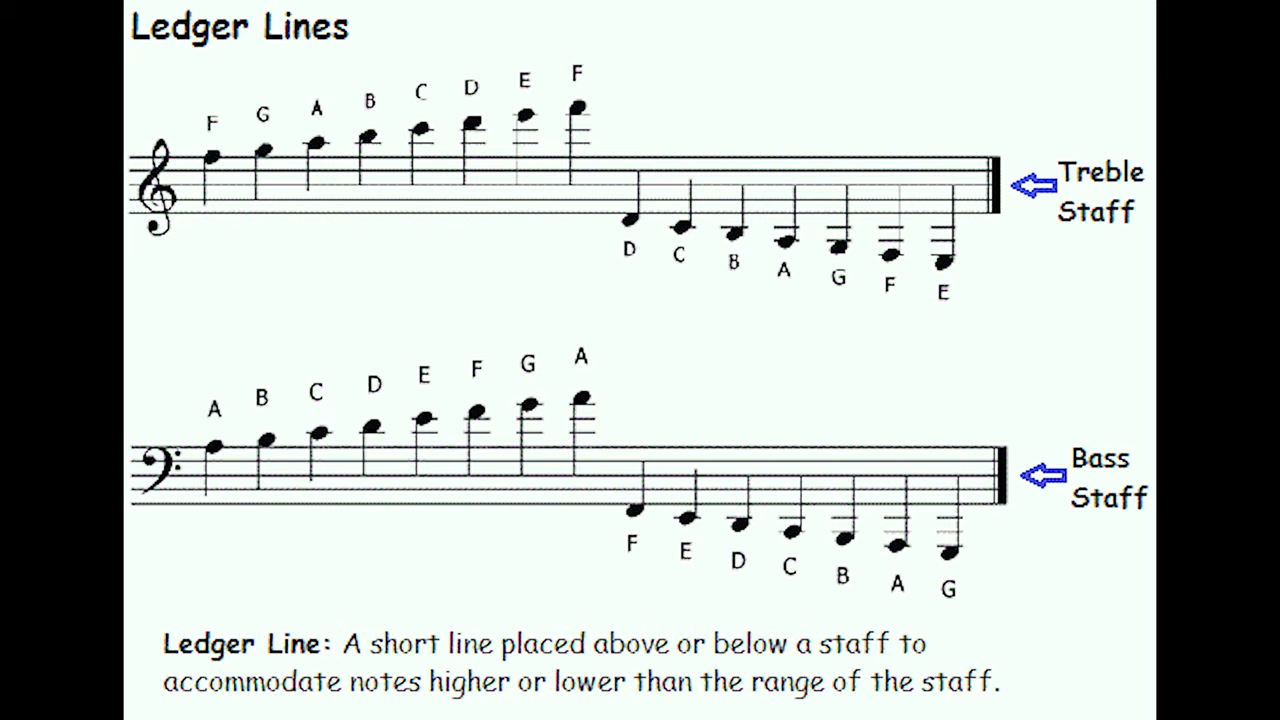 Ledger Lines
F G A B C D E F
Treble
Staff
D C B A G F E
A B C D E F G A
Bass
Staff
F E D C B A G
Ledger Line: A short line placed above or below a staff to
accommodate notes higher or lower than the range of the staff.